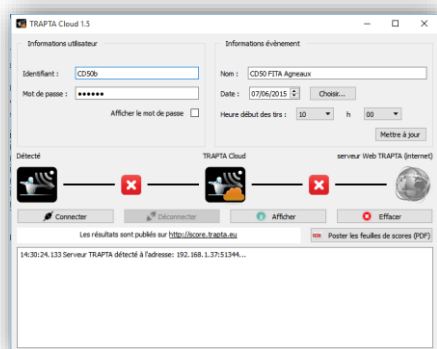 TRAPTA Cloud 1.5
Informations utilisateur
Informations évènement
Identifiant : CD50b
Nom : CD50 FITA Agneaux
Mot de passe : ••••••
Date : 07/06/2015 Choisir...
Afficher le mot de passe
Heure début des tirs : 10 h 00
Mettre à jour
Détecté TRAPTA Cloud serveur Web TRAPTA (internet)
Connecter Déconnecter Afficher Effacer
Les résultats sont publiés sur http://score.trapta.eu
Poster les feuilles de scores (PDF)
14:30:24.133 Serveur TRAPTA détecté à l'adresse: 192.168.1.37:51344...